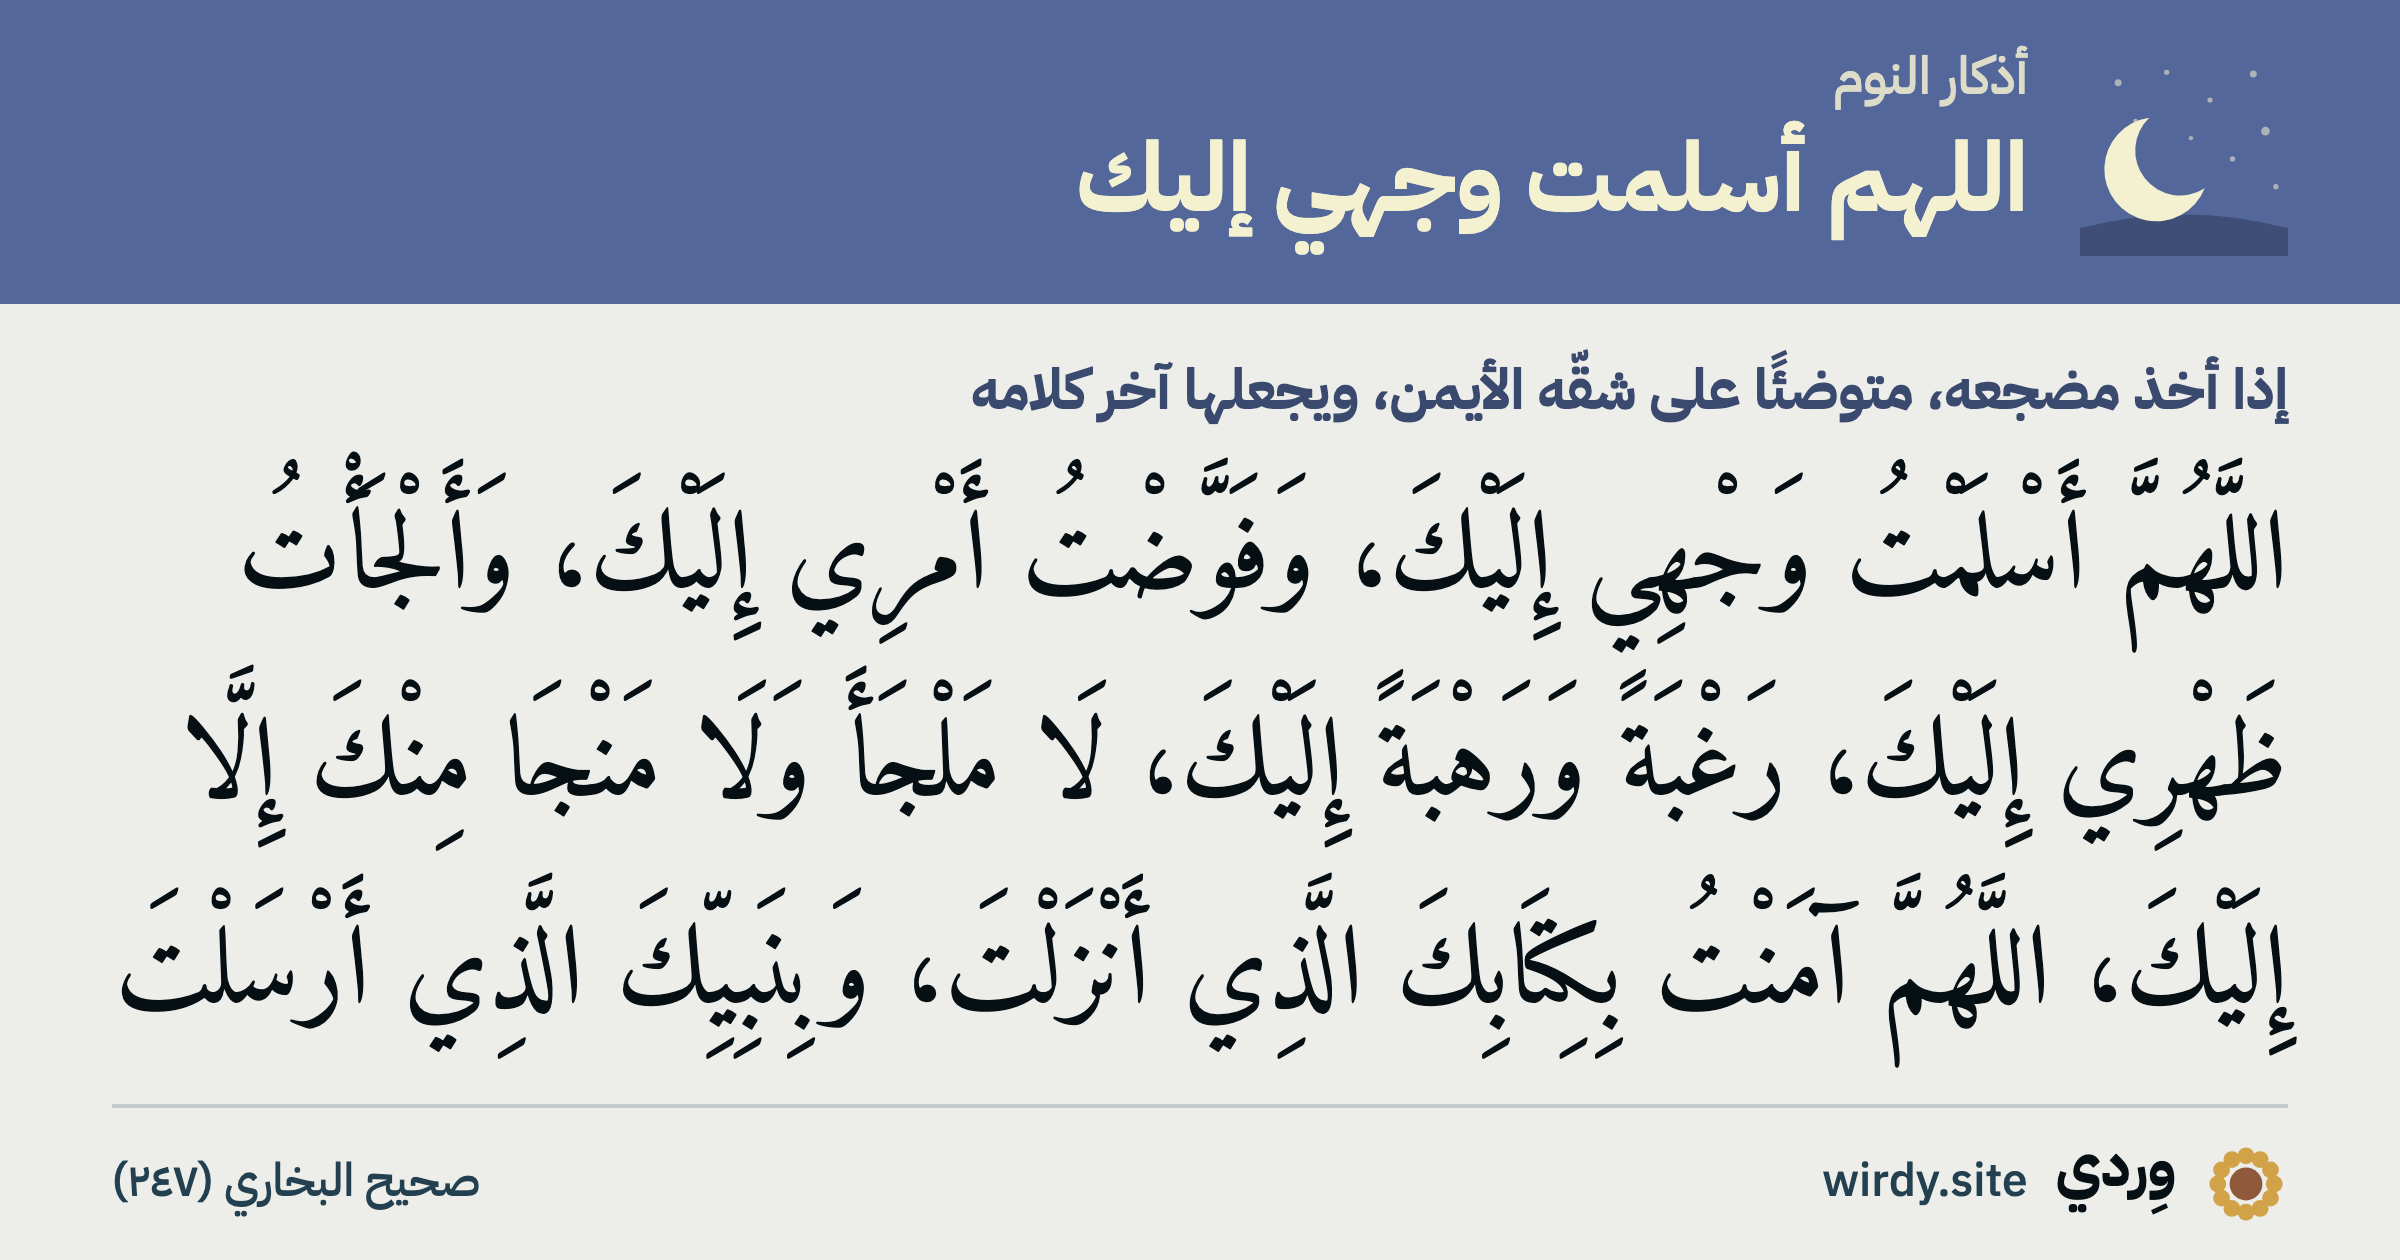 أذكار النوم
اللهم أسلمت وجهي إليك
إذا أخذ مضجعه، متوضئًا على شقّه الأيمن، ويجعلها آخر كلامه
اللَّهُمَّ أَسْلَمْتُ وَجْهِي إِلَيْكَ، وَفَوَّضْتُ أَمْرِي إِلَيْكَ، وَأَلْجَأْتُ
ظَهْرِي إِلَيْكَ، رَغْبَةً وَرَهْبَةً إِلَيْكَ، لَا مَلْجَأَ وَلَا مَنْجَا مِنْكَ إِلَّا
إِلَيْكَ، اللَّهُمَّ آمَنْتُ بِكِتَابِكَ الَّذِي أَنْزَلْتَ، وَبِنَبِيِّكَ الَّذِي أَرْسَلْتَ
وِردي wirdy.site
صحيح البخاري (٢٤٧)